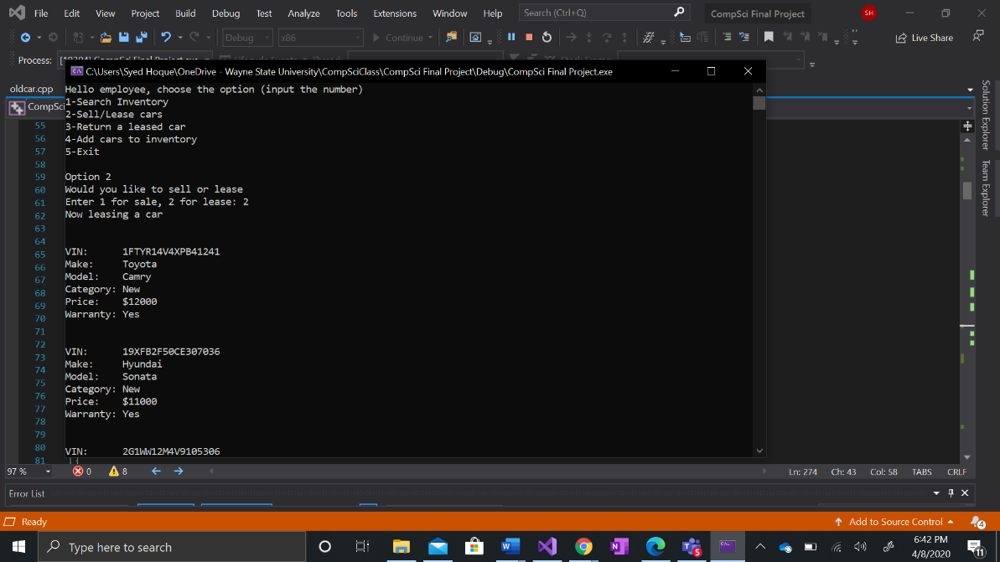 File Edit View Project Build Debug Test Analyze Tools Extensions Window Help Search (Ctrl+Q) CompSci Final Project SH
Debug x86 Continue Live Share
Process:
C:\Users\Syed Hoque\OneDrive - Wayne State University\CompSciClass\CompSci Final Project\Debug\CompSci Final Project.exe
oldcar.cpp
CompSci
Hello employee, choose the option (input the number)
1-Search Inventory
2-Sell/Lease cars
3-Return a leased car
4-Add cars to inventory
5-Exit
Option 2
Would you like to sell or lease
Enter 1 for sale, 2 for lease: 2
Now leasing a car
VIN: 1FTYR14V4XPB41241
Make: Toyota
Model: Camry
Category: New
Price: $12000
Warranty: Yes
VIN: 19XFB2F50CE307036
Make: Hyundai
Model: Sonata
Category: New
Price: $11000
Warranty: Yes
VIN: 2G1WW12M4V9105306
55
56
57
58
59
60
61
62
63
64
65
66
67
68
69
70
71
72
73
74
75
76
77
78
79
80
81
Solution Explorer
Team Explorer
97 % 0 8 Ln: 274 Ch: 43 Col: 58 TABS CRLF
Error List
Ready Add to Source Control 4
Type here to search 5 6:42 PM
4/8/2020 11